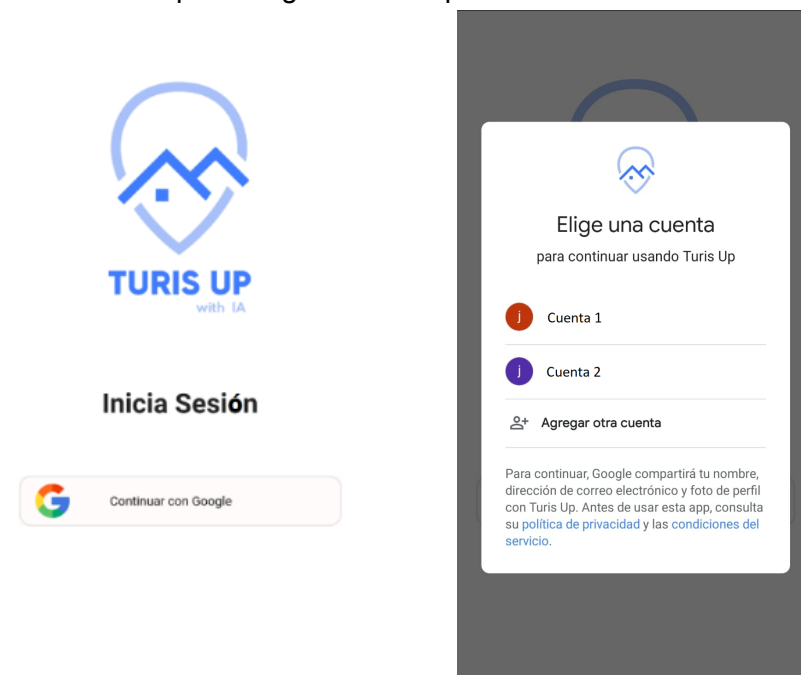 TURIS UP
with IA
Inicia Sesión
Continuar con Google
Elige una cuenta
para continuar usando Turis Up
j Cuenta 1
j Cuenta 2
Agregar otra cuenta
Para continuar, Google compartirá tu nombre,
dirección de correo electrónico y foto de perfil
con Turis Up. Antes de usar esta app, consulta
su política de privacidad y las condiciones del
servicio.